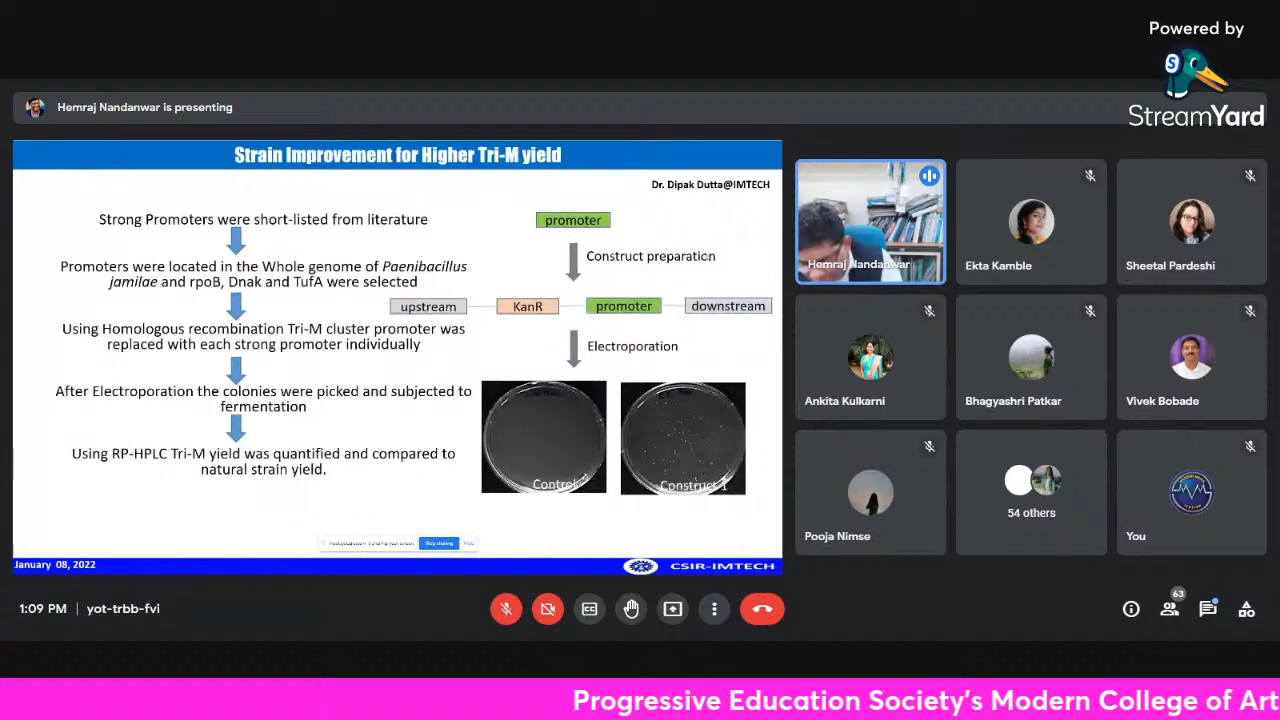 Powered by
S
StreamYard
Hemraj Nandanwar is presenting
Strain Improvement for Higher Tri-M yield
Dr. Dipak Dutta@IMTECH
Strong Promoters were short-listed from literature
Promoters were located in the Whole genome of Paenibacillus
jamilae and rpoB, Dnak and TufA were selected
Using Homologous recombination Tri-M cluster promoter was
replaced with each strong promoter individually
After Electroporation the colonies were picked and subjected to
fermentation
Using RP-HPLC Tri-M yield was quantified and compared to
natural strain yield.
promoter
Construct preparation
upstream
KanR
promoter
downstream
Electroporation
Control
Construct 1
Stop sharing
Hide
January 08, 2022
CSIR-IMTECH
Hemraj Nandanwar
Ekta Kamble
Sheetal Pardeshi
Ankita Kulkarni
Bhagyashri Patkar
Vivek Bobade
Pooja Nimse
54 others
You
1:09 PM | yot-trbb-fvi
63
Progressive Education Society's Modern College of Art